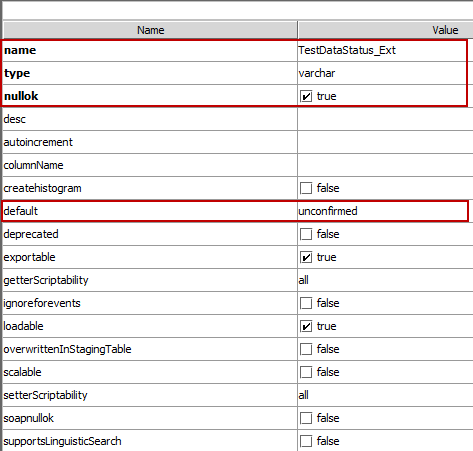 Name Value
name TestDataStatus_Ext
type varchar
nullok true
desc
autoincrement
columnName
createhistogram false
default unconfirmed
deprecated false
exportable true
getterScriptability all
ignoreforevents false
loadable true
overwrittenInStagingTable false
scalable false
setterScriptability all
soapnullok false
supportsLinguisticSearch false